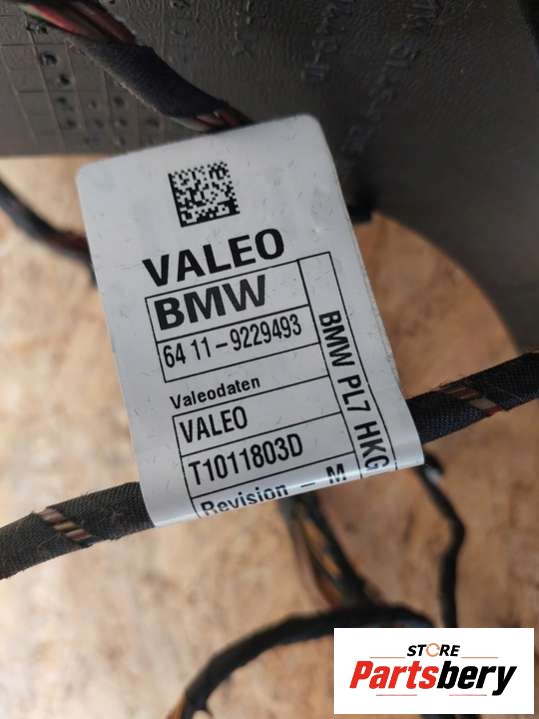 VALEO
BMW
64 11-9229493
Valeodaten
VALEO
T1011803D
Revision - M
BMW PL7 HKG
STORE
Partsbery